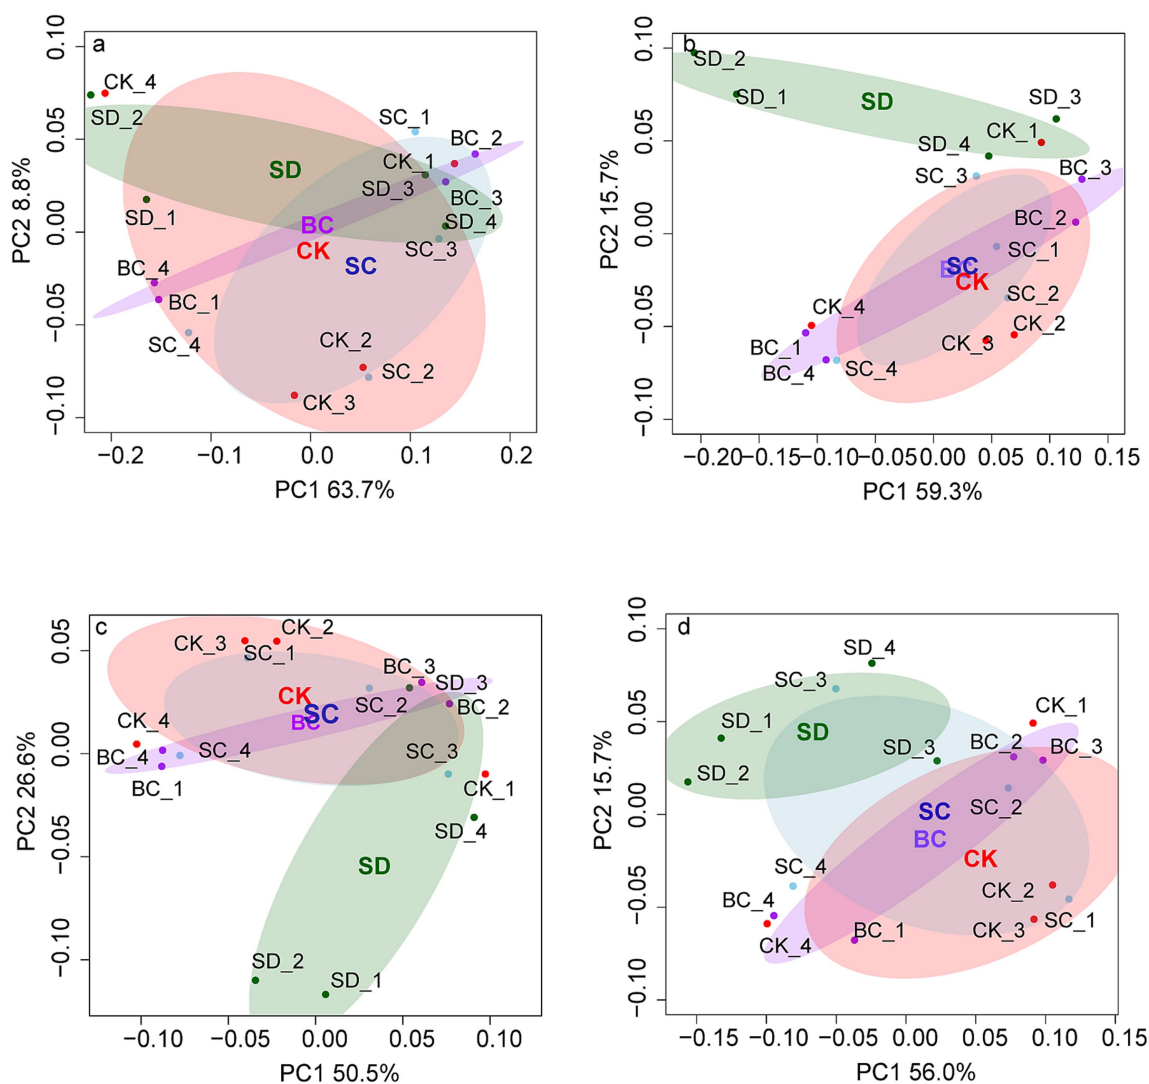 a
CK_4
SD_2
SC_1
BC_2
CK_1
SD
SD_3
BC_3
SD_1
BC
SD_4
CK
SC_3
SC
BC_4
BC_1
SC_4
CK_2
SC_2
CK_3
0.10
0.05
0.00
−0.05
−0.10
PC2 8.8%
−0.2
−0.1
0.0
0.1
0.2
PC1 63.7%
b
SD_2
SD_1
SD
SD_3
CK_1
SD_4
SC_3
BC_3
BC_2
SC_1
SC
BC
CK
SC_2
CK_4
CK_2
BC_1
CK_3
BC_4
SC_4
0.10
0.05
0.00
−0.05
−0.10
PC2 15.7%
−0.20
−0.15
−0.10
−0.05
0.00
0.05
0.10
0.15
PC1 59.3%
c
CK_2
CK_3
SC_1
BC_3
SD_3
CK
SC_2
BC_2
SC
BC
CK_4
SC_4
SC_3
BC_4
BC_1
CK_1
SD_4
SD
SD_2
SD_1
0.05
0.00
−0.05
−0.10
PC2 26.6%
−0.10
−0.05
0.00
0.05
0.10
PC1 50.5%
d
SD_4
SC_3
CK_1
SD_1
SD
SD_3
BC_2
BC_3
SD_2
SC_2
SC
BC
CK
SC_4
CK_2
BC_4
BC_1
CK_3
SC_1
CK_4
0.10
0.05
0.00
−0.05
−0.10
PC2 15.7%
−0.15
−0.10
−0.05
0.00
0.05
0.10
0.15
PC1 56.0%